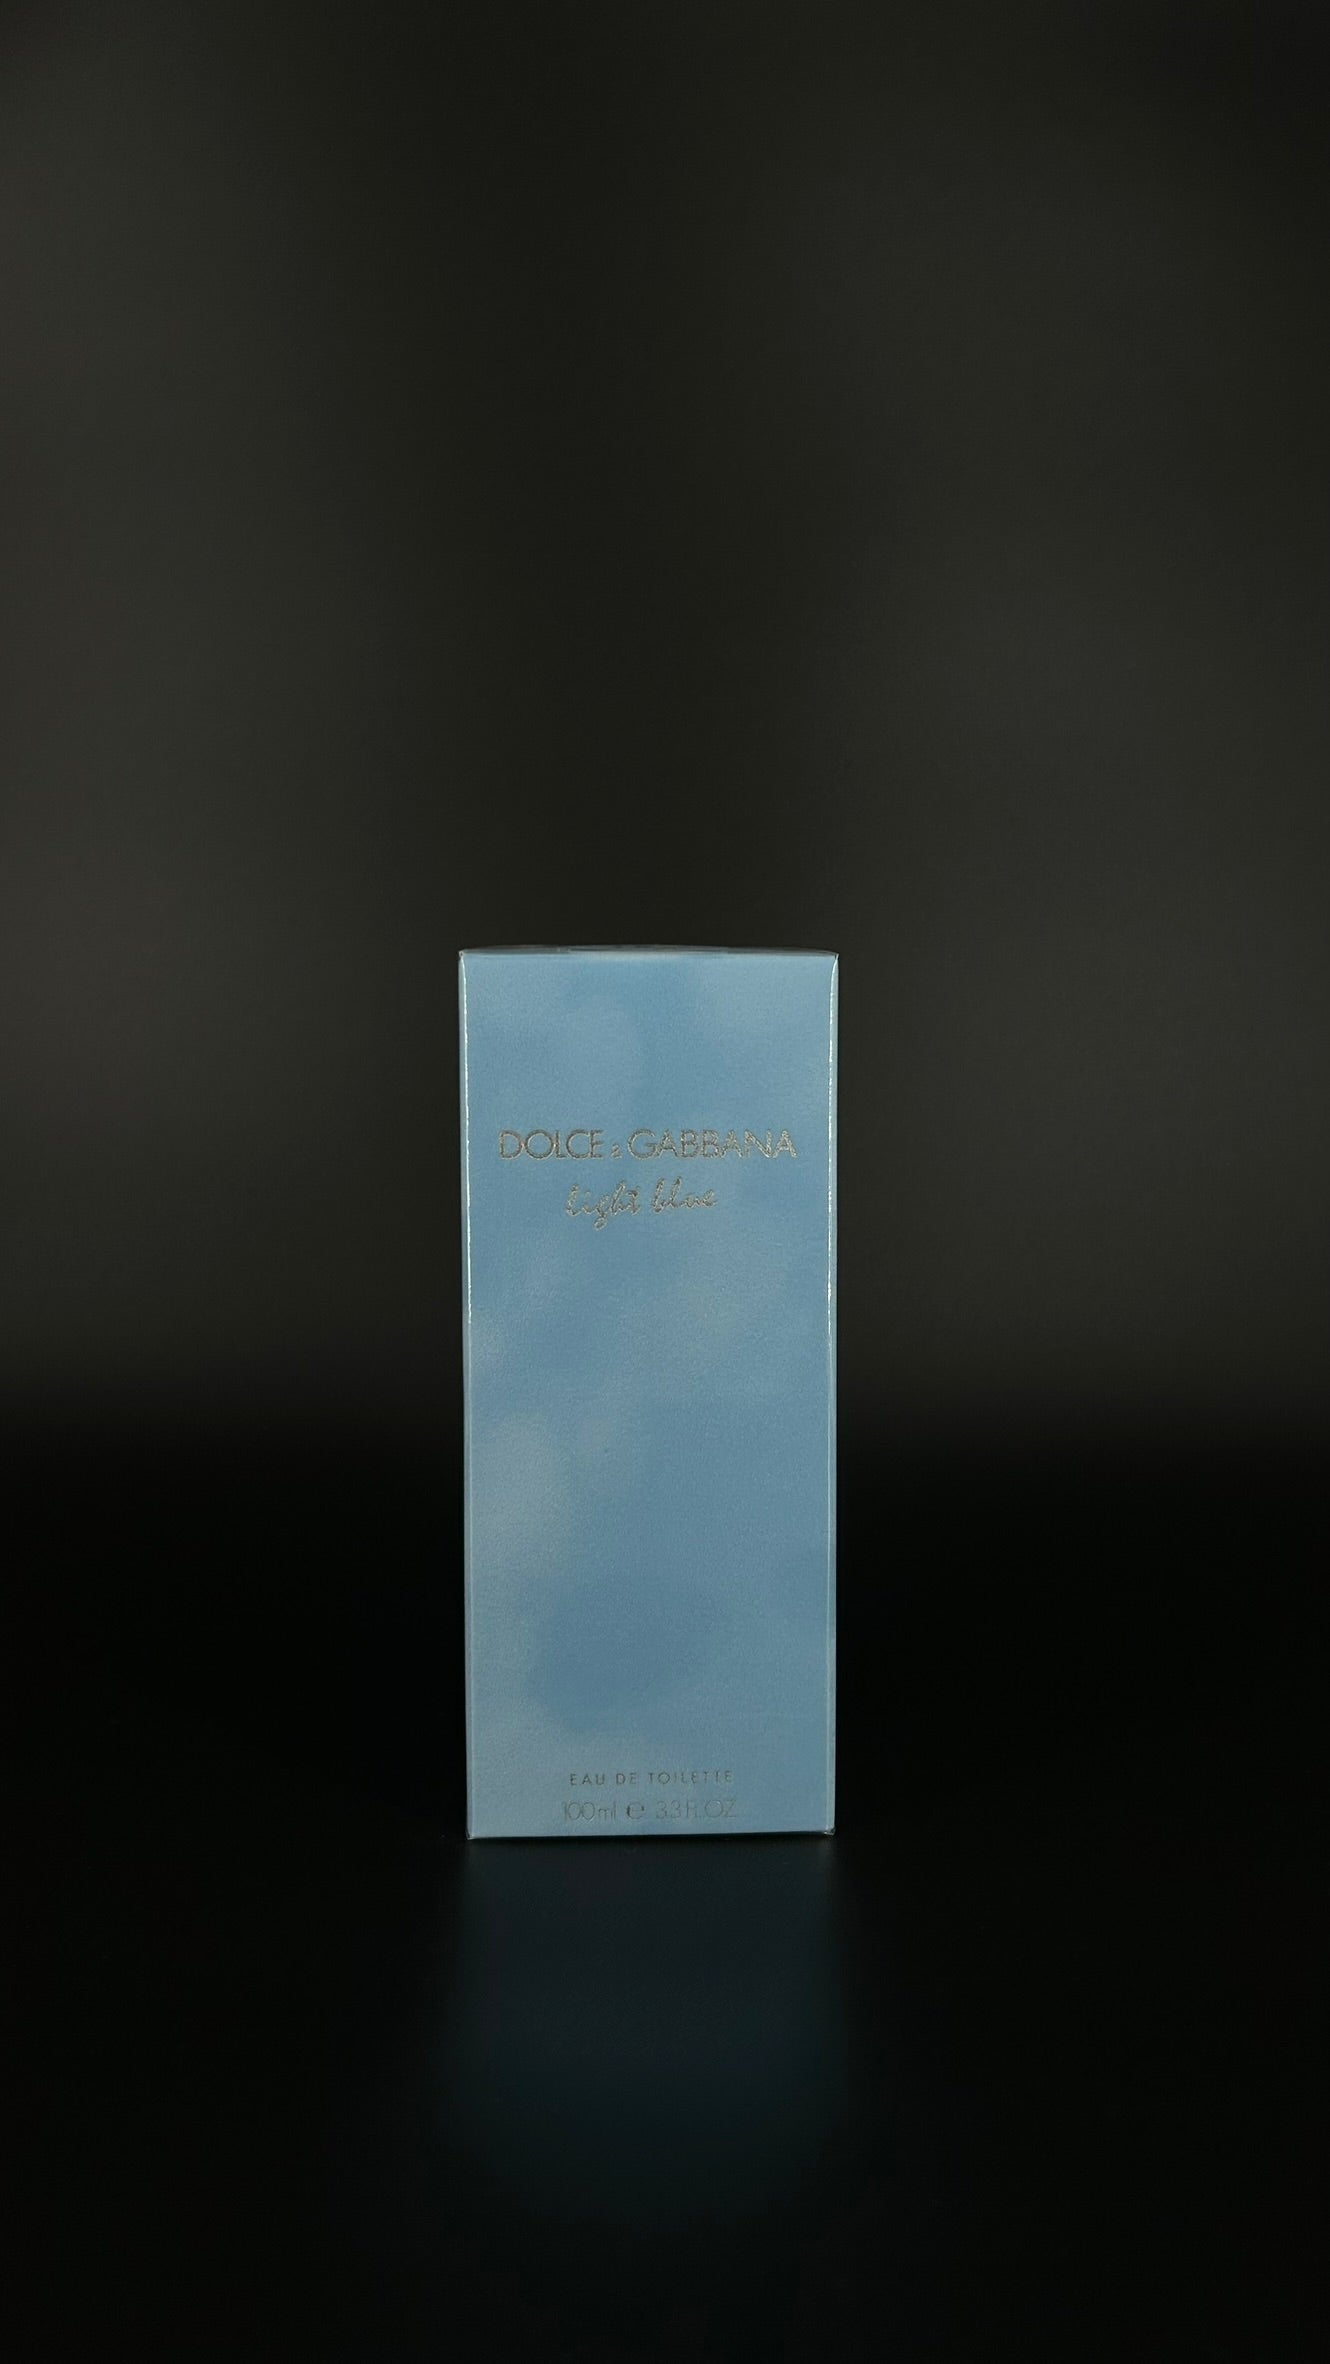 DOLCE & GABBANA
light blue
EAU DE TOILETTE
100ml ℮ 3.3 FL.OZ.